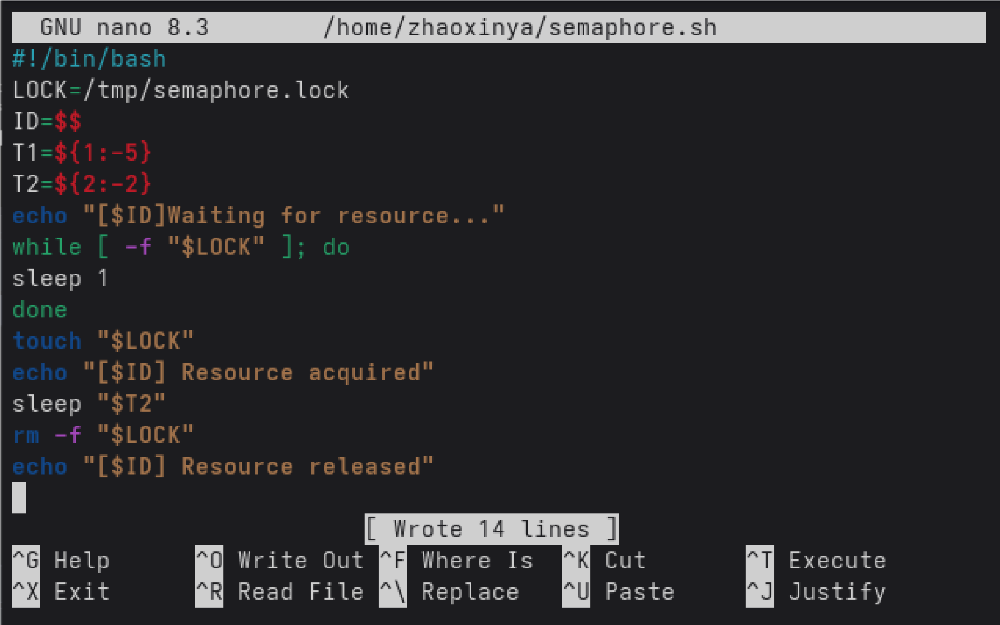 GNU nano 8.3 /home/zhaoxinya/semaphore.sh
#!/bin/bash
LOCK=/tmp/semaphore.lock
ID=$$
T1=${1:-5}
T2=${2:-2}
echo "[$ID]Waiting for resource..."
while [ -f "$LOCK" ]; do
sleep 1
done
touch "$LOCK"
echo "[$ID] Resource acquired"
sleep "$T2"
rm -f "$LOCK"
echo "[$ID] Resource released"
[ Wrote 14 lines ]
^G Help ^O Write Out ^F Where Is ^K Cut ^T Execute
^X Exit ^R Read File ^\ Replace ^U Paste ^J Justify